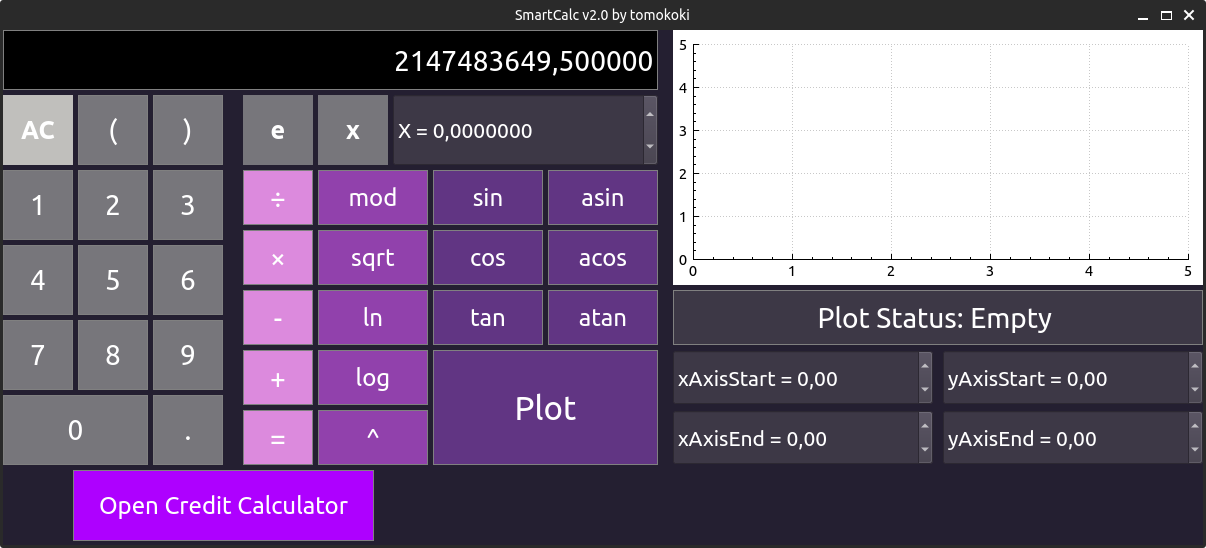 SmartCalc v2.0 by tomokoki
2147483649,500000
AC ( ) e x X = 0,0000000
1 2 3 ÷ mod sin asin
4 5 6 × sqrt cos acos
- ln tan atan
7 8 9 + log Plot
0 . = ^
Open Credit Calculator
5
4
3
2
1
0
0 1 2 3 4 5
Plot Status: Empty
xAxisStart = 0,00 yAxisStart = 0,00
xAxisEnd = 0,00 yAxisEnd = 0,00